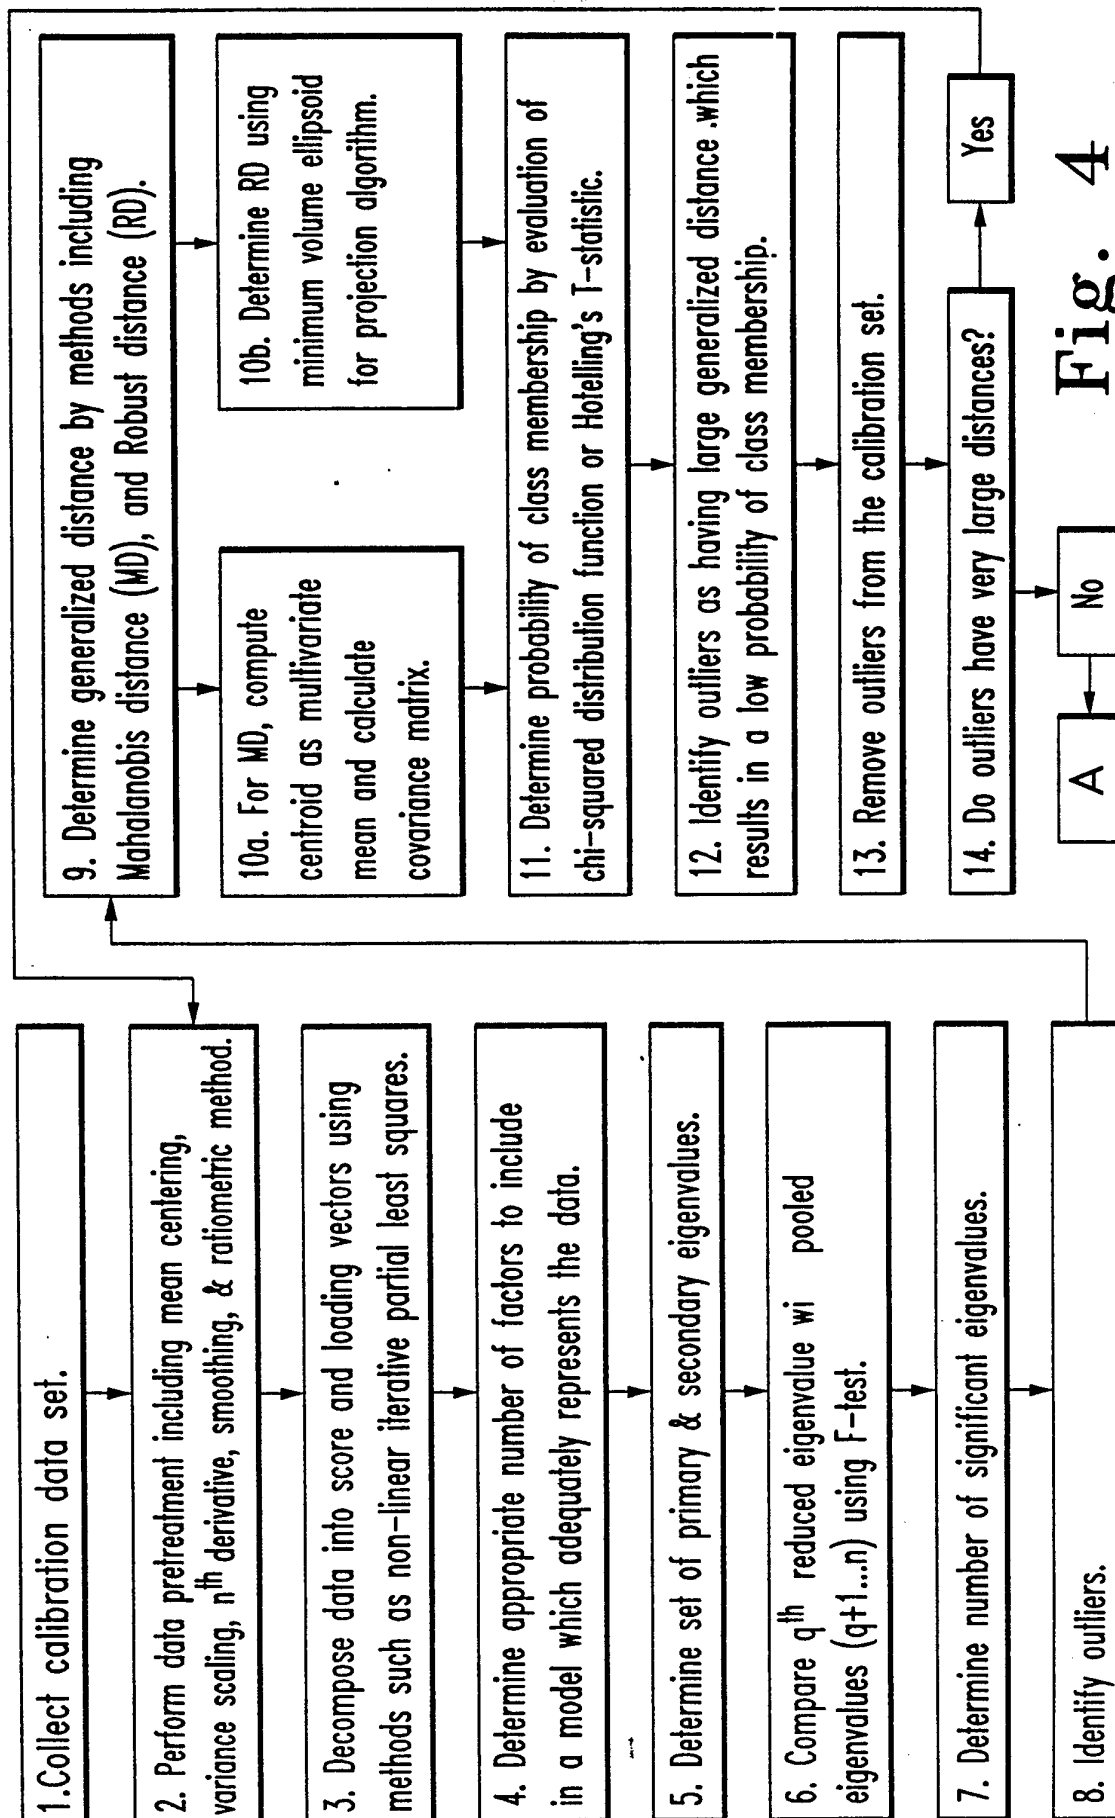 1.Collect calibration data set.
2. Perform data pretreatment including mean centering,
variance scaling, nth derivative, smoothing, & ratiometric method.
3. Decompose data into score and loading vectors using
methods such as non-linear iterative partial least squares.
4. Determine appropriate number of factors to include
in a model which adequately represents the data.
5. Determine set of primary & secondary eigenvalues.
6. Compare qth reduced eigenvalue wi pooled
eigenvalues (q+1...n) using F-test.
7. Determine number of significant eigenvalues.
8. Identify outliers.
9. Determine generalized distance by methods including
Mahalanobis distance (MD), and Robust distance (RD).
10a. For MD, compute
centroid as multivariate
mean and calculate
covariance matrix.
10b. Determine RD using
minimum volume ellipsoid
for projection algorithm.
11. Determine probability of class membership by evaluation of
chi-squared distribution function or Hotelling's T-statistic.
12. Identify outliers as having large generalized distance .which
results in a low probability of class membership.
13. Remove outliers from the calibration set.
14. Do outliers have very large distances?
Yes
No
A
Fig. 4